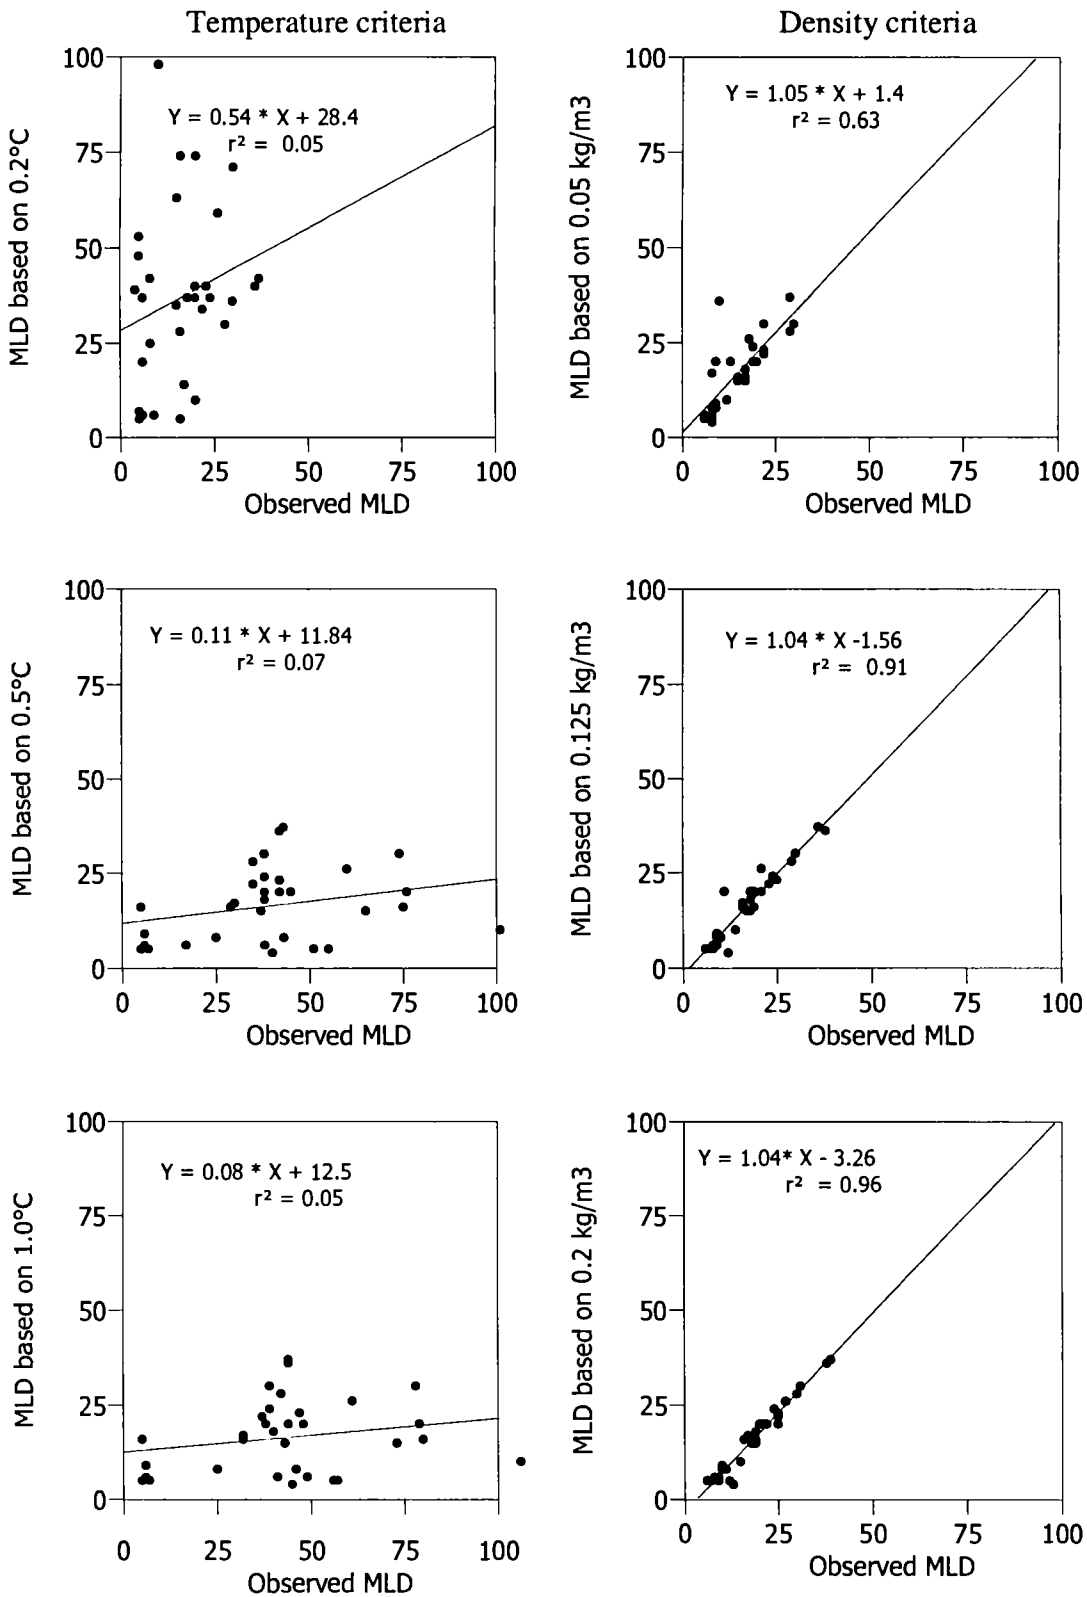 Temperature criteria
Density criteria
100
75
50
25
0
MLD based on 0.2°C
Y = 0.54 * X + 28.4
r² = 0.05
0 25 50 75 100
Observed MLD
100
75
50
25
0
MLD based on 0.05 kg/m3
Y = 1.05 * X + 1.4
r² = 0.63
0 25 50 75 100
Observed MLD
100
75
50
25
0
MLD based on 0.5°C
Y = 0.11 * X + 11.84
r² = 0.07
0 25 50 75 100
Observed MLD
100
75
50
25
0
MLD based on 0.125 kg/m3
Y = 1.04 * X -1.56
r² = 0.91
0 25 50 75 100
Observed MLD
100
75
50
25
0
MLD based on 1.0°C
Y = 0.08 * X + 12.5
r² = 0.05
0 25 50 75 100
Observed MLD
100
75
50
25
0
MLD based on 0.2 kg/m3
Y = 1.04* X - 3.26
r² = 0.96
0 25 50 75 100
Observed MLD